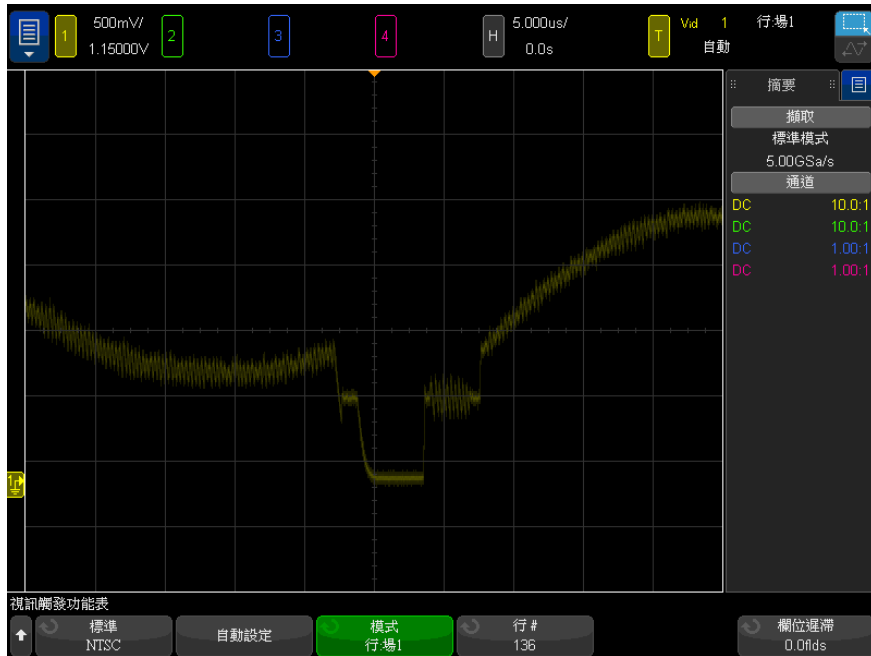 1 500mV/ 2 3 4 H 5.000us/ T Vid 1 行:場1
1.15000V 0.0s 自動
摘要
擷取
標準模式
5.00GSa/s
通道
DC 10.0:1
DC 10.0:1
DC 1.00:1
DC 1.00:1
1
視訊觸發功能表
標準 自動設定 模式 行 # 欄位遲滯
NTSC 行:場1 136 0.0flds